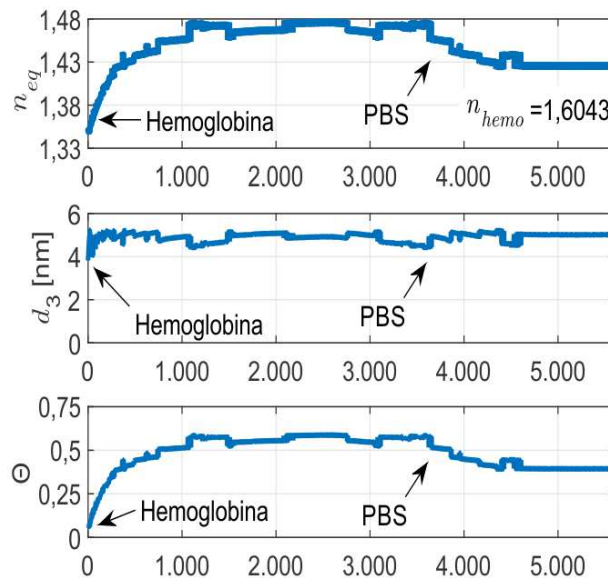 1,48
1,43
1,38
1,33
n_eq
Hemoglobina
PBS
n_hemo =1,6043
0 1.000 2.000 3.000 4.000 5.000
6
4
2
0
d_3 [nm]
Hemoglobina
PBS
0 1.000 2.000 3.000 4.000 5.000
0,75
0,5
0,25
0
Θ
Hemoglobina
PBS
0 1.000 2.000 3.000 4.000 5.000